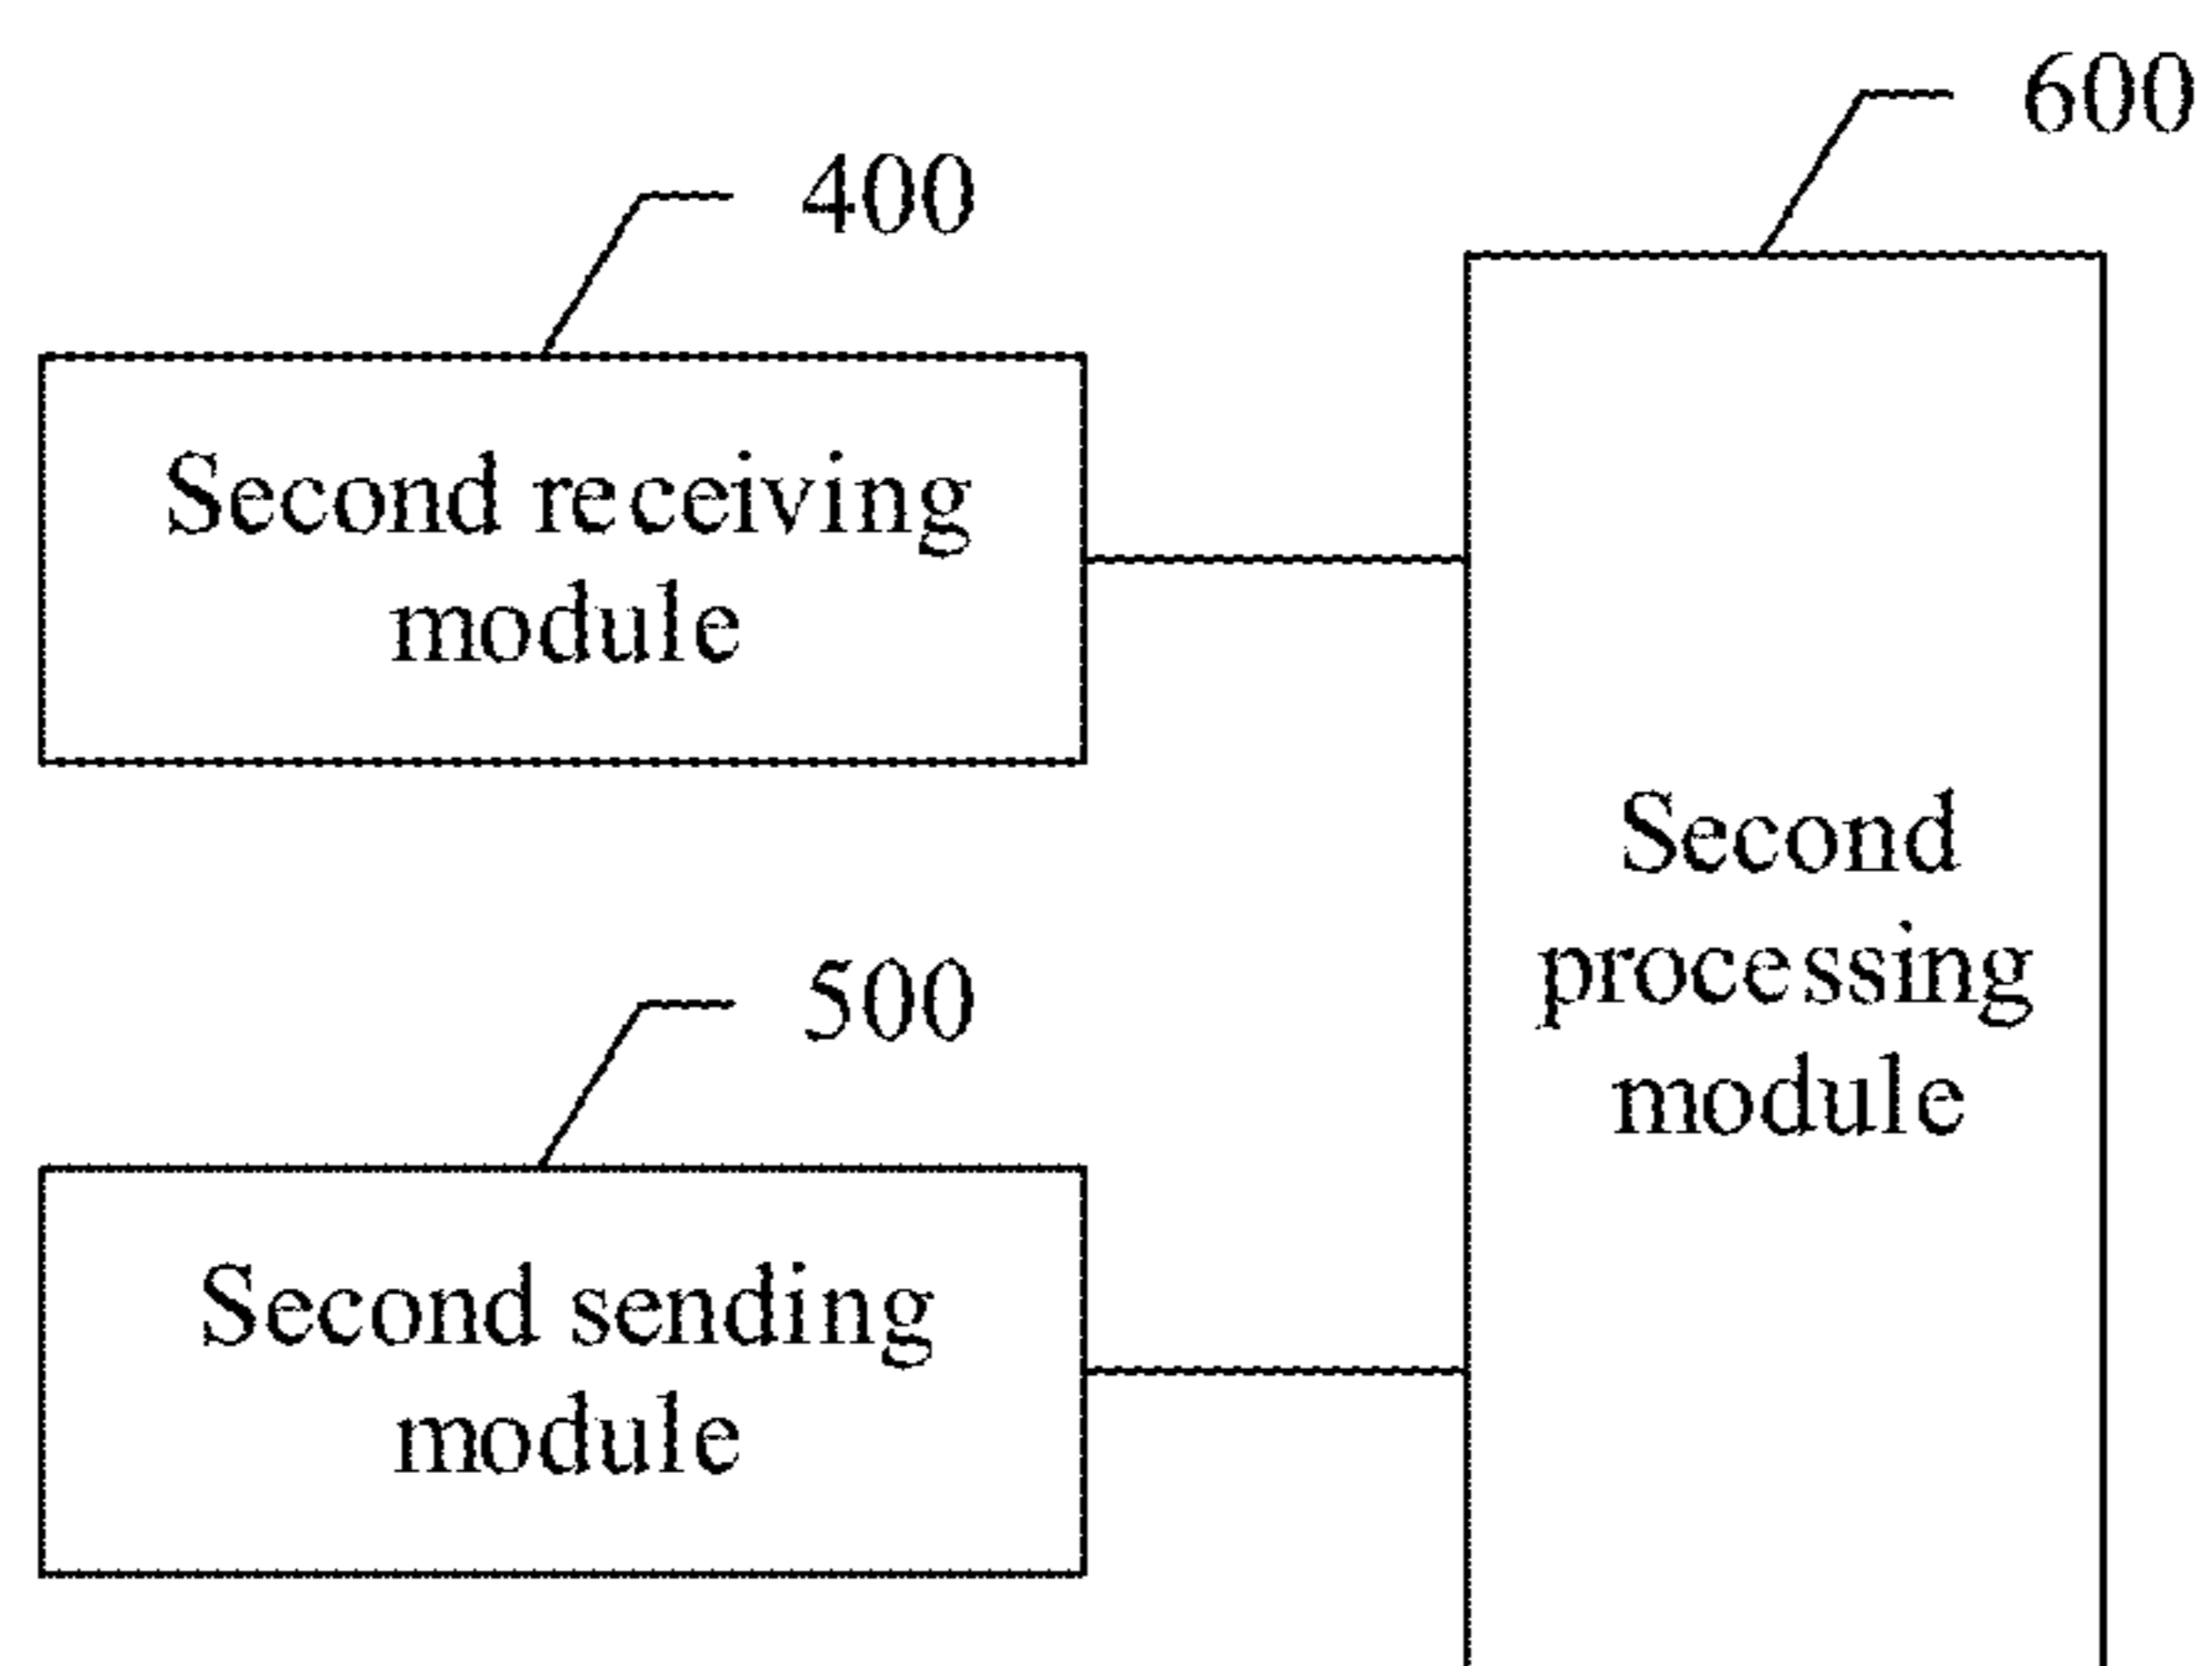 600
400
Second receiving
module
Second
processing
module
500
Second sending
module